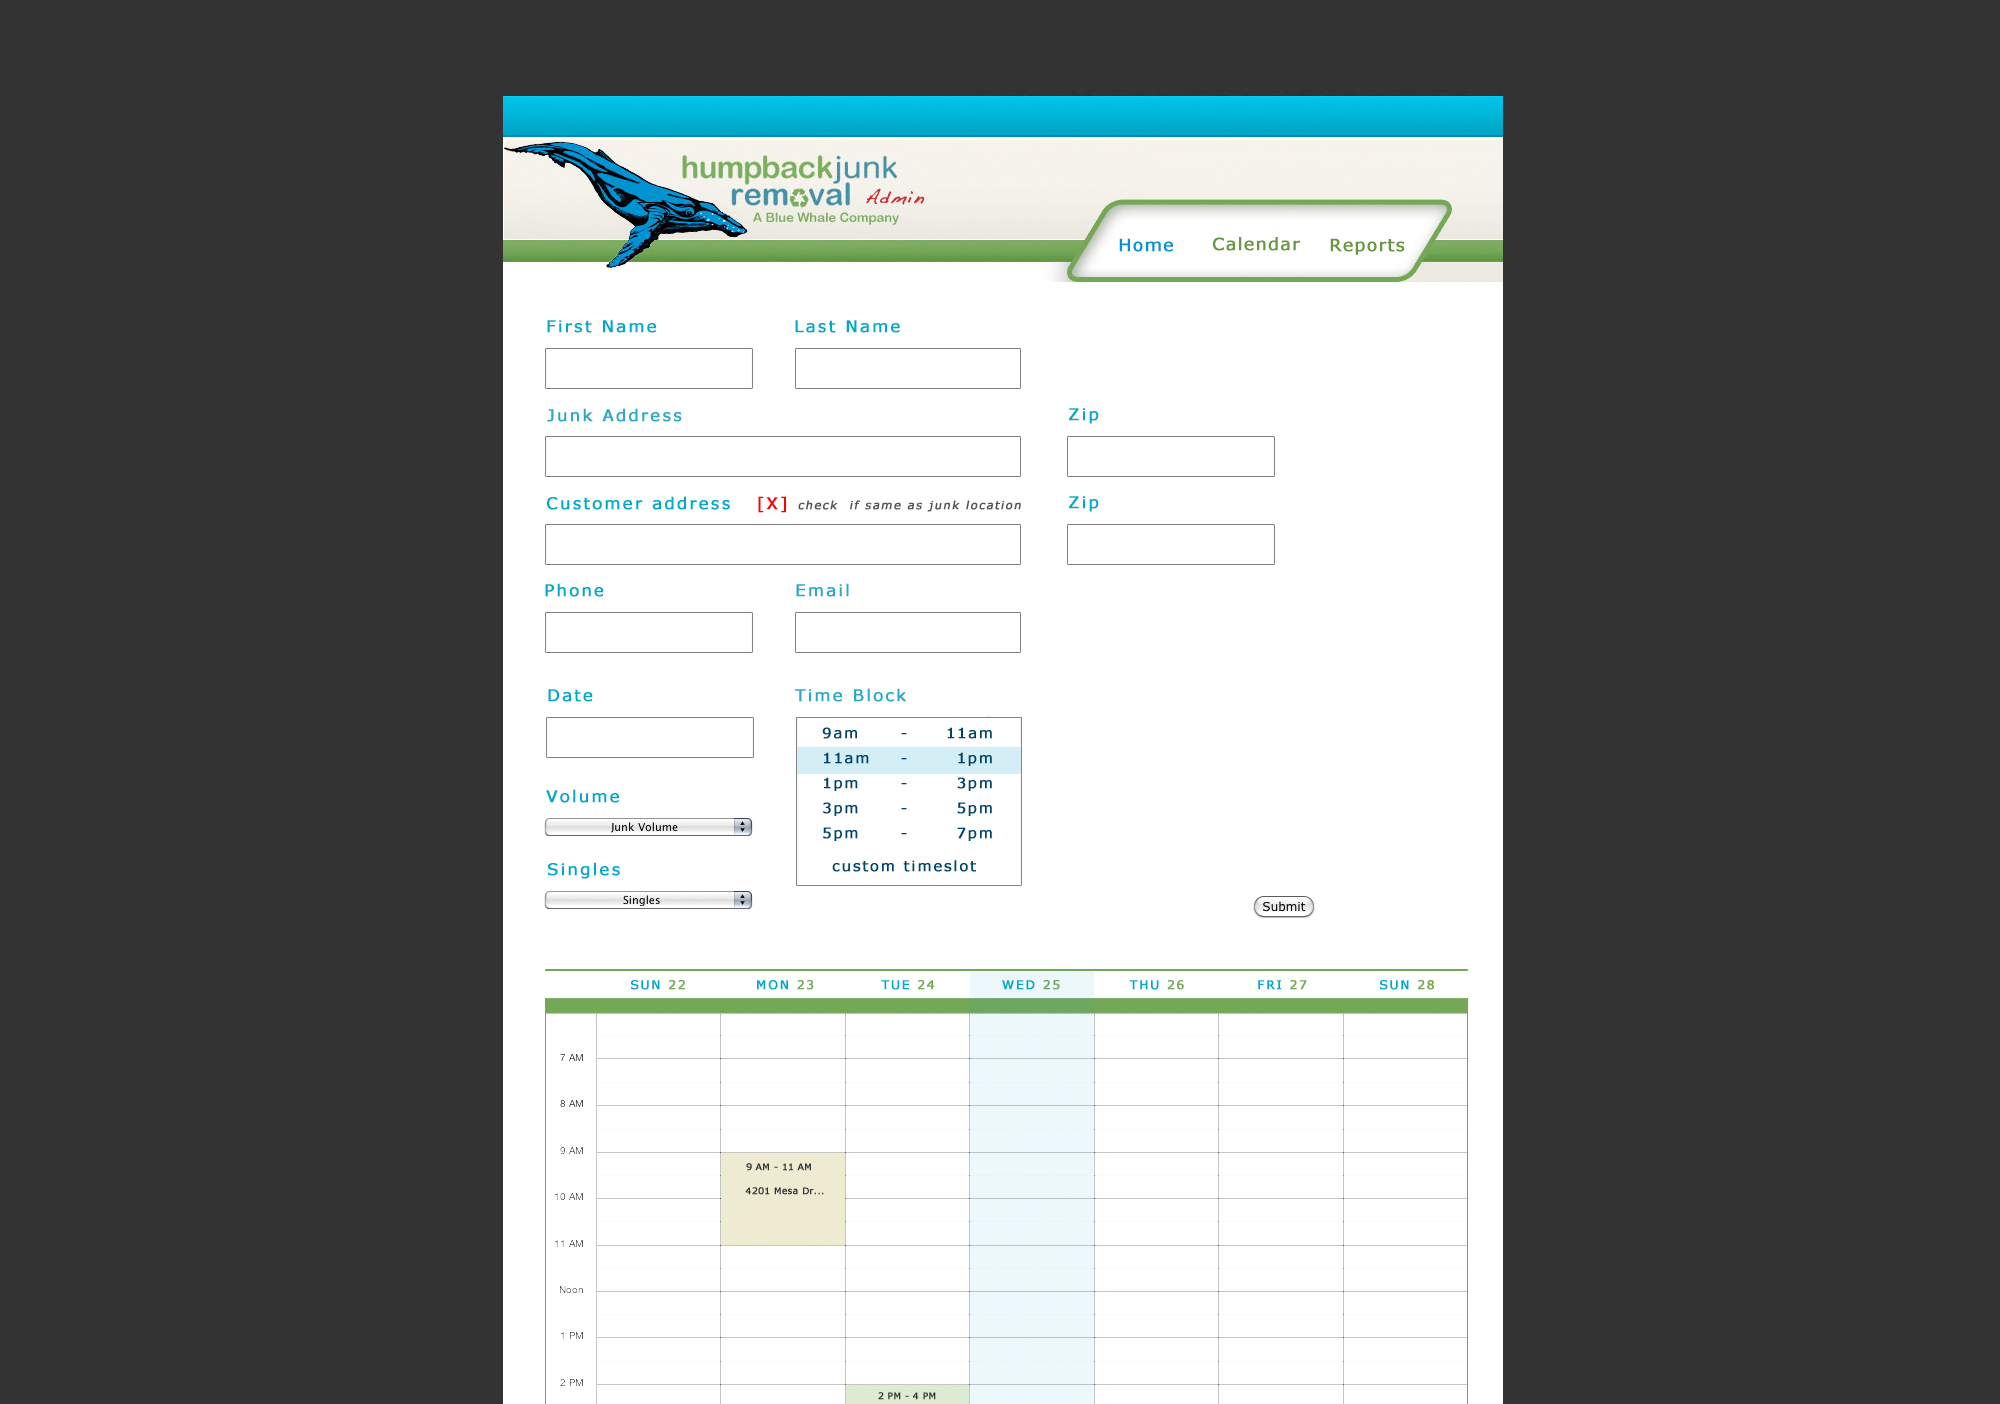 humpbackjunk
removal Admin
A Blue Whale Company
Home Calendar Reports
First Name Last Name
Junk Address Zip
Customer address [X] check if same as junk location Zip
Phone Email
Date Time Block
9am - 11am
11am - 1pm
1pm - 3pm
3pm - 5pm
5pm - 7pm
custom timeslot
Volume
Junk Volume
Singles
Singles
Submit
SUN 22 MON 23 TUE 24 WED 25 THU 26 FRI 27 SUN 28
7 AM
8 AM
9 AM
9 AM - 11 AM
4201 Mesa Dr...
10 AM
11 AM
Noon
1 PM
2 PM
2 PM - 4 PM